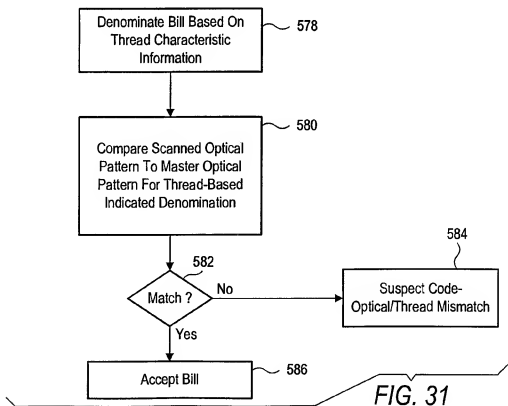 Denominate Bill Based On
Thread Characteristic
Information
578
Compare Scanned Optical
Pattern To Master Optical
Pattern For Thread-Based
Indicated Denomination
580
582
Match ?
No
Yes
584
Suspect Code-
Optical/Thread Mismatch
Accept Bill
586
FIG. 31